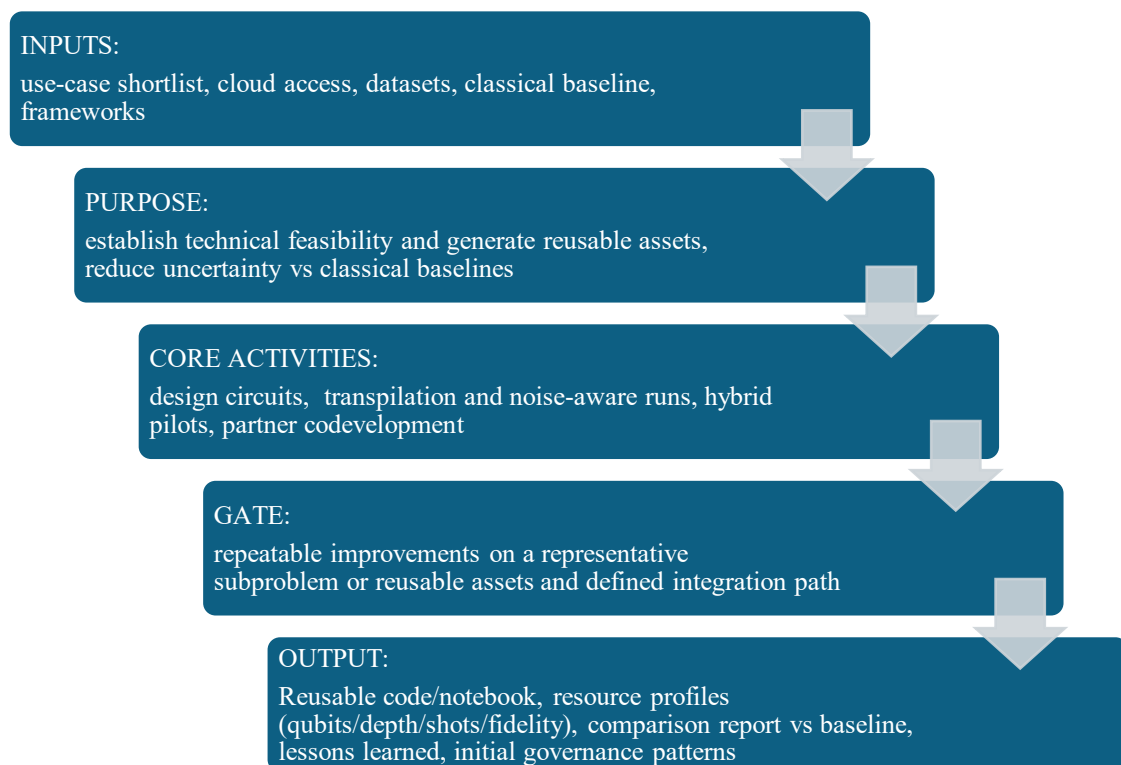 INPUTS:
use-case shortlist, cloud access, datasets, classical baseline,
frameworks
PURPOSE:
establish technical feasibility and generate reusable assets,
reduce uncertainty vs classical baselines
CORE ACTIVITIES:
design circuits,  transpilation and noise-aware runs, hybrid
pilots, partner codevelopment
GATE:
repeatable improvements on a representative
subproblem or reusable assets and defined integration path
OUTPUT:
Reusable code/notebook, resource profiles
(qubits/depth/shots/fidelity), comparison report vs baseline,
lessons learned, initial governance patterns